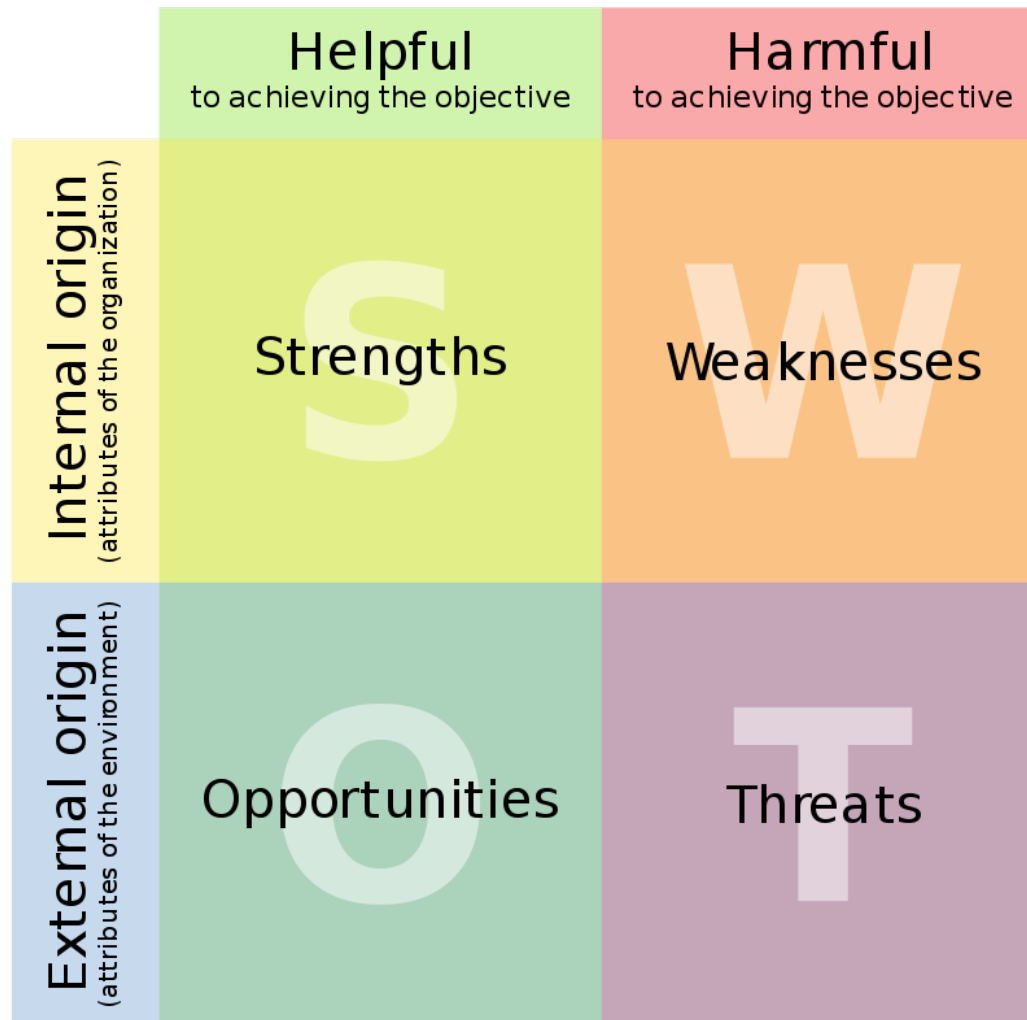 Helpful
to achieving the objective
Harmful
to achieving the objective
Internal origin
(attributes of the organization)
S
Strengths
W
Weaknesses
External origin
(attributes of the environment)
O
Opportunities
T
Threats